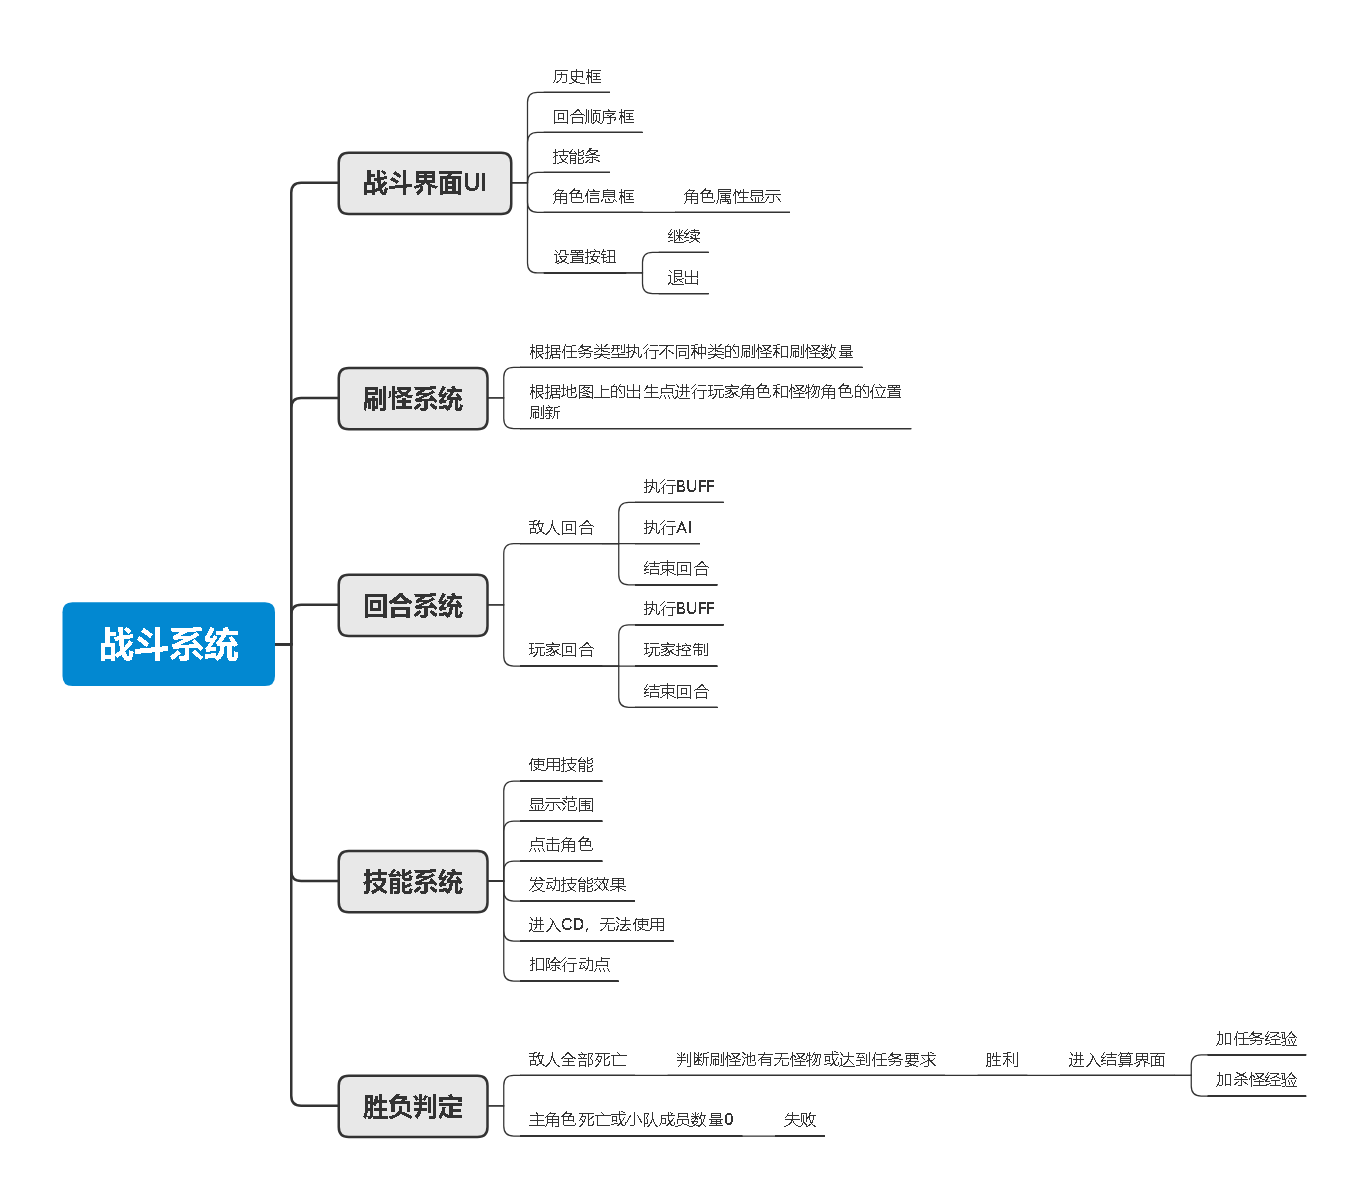 战斗系统
战斗界面UI
历史框
回合顺序框
技能条
角色信息框
角色属性显示
设置按钮
继续
退出
刷怪系统
根据任务类型执行不同种类的刷怪和刷怪数量
根据地图上的出生点进行玩家角色和怪物角色的位置
刷新
回合系统
敌人回合
执行BUFF
执行AI
结束回合
玩家回合
执行BUFF
玩家控制
结束回合
技能系统
使用技能
显示范围
点击角色
发动技能效果
进入CD，无法使用
扣除行动点
胜负判定
敌人全部死亡
判断刷怪池有无怪物或达到任务要求
胜利
进入结算界面
加任务经验
加杀怪经验
主角色死亡或小队成员数量0
失败